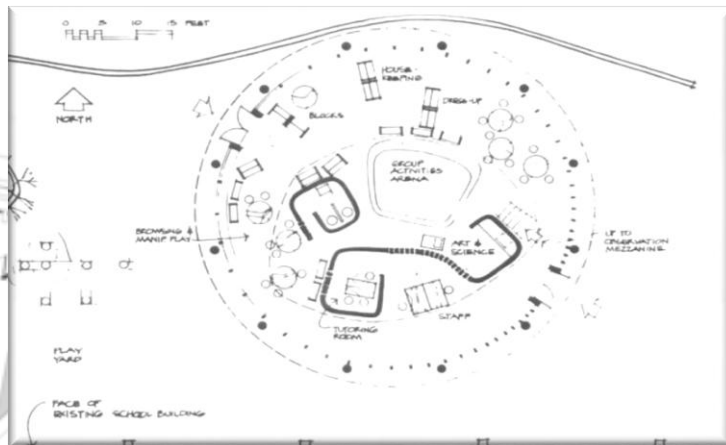 0 5 10 15 FEET
NORTH
HOUSE-
KEEPING
DRESS-UP
BLOCKS
GROUP
ACTIVITIES
ARENA
BROWSING &
MANIP PLAY
ART &
SCIENCE
UP TO
OBSERVATION
MEZZANINE
STAFF
TUTORING
ROOM
PLAY
YARD
FACE OF
EXISTING SCHOOL BUILDING